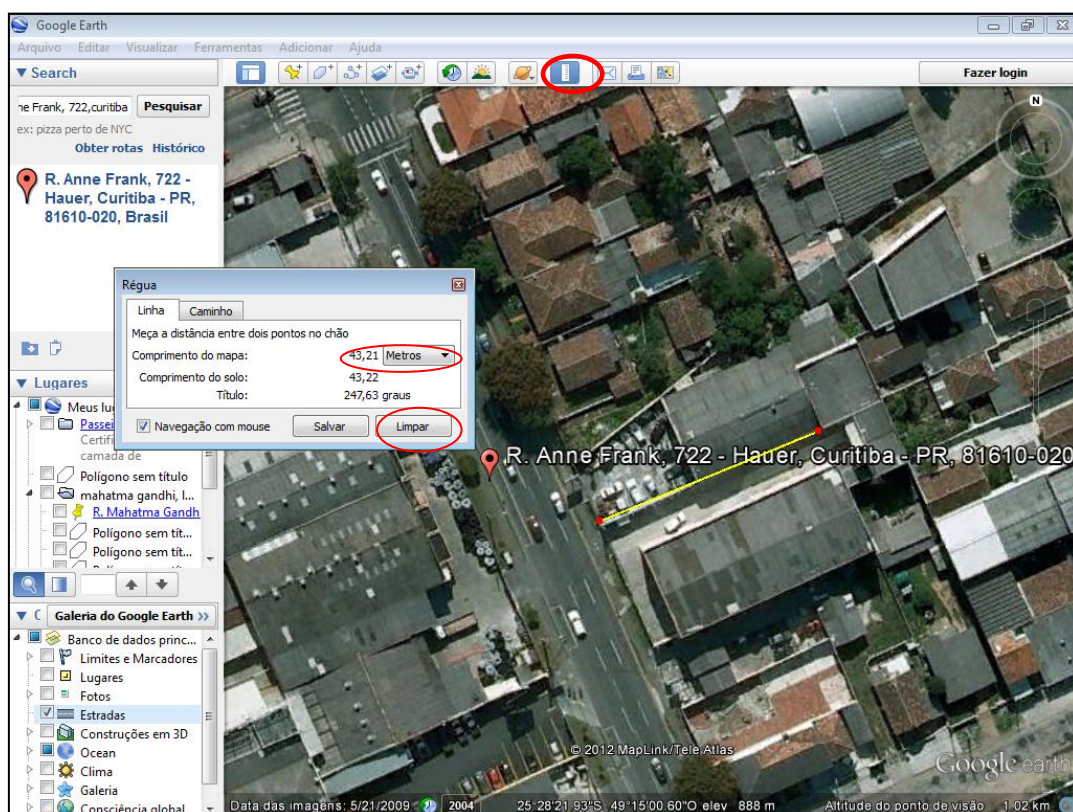 Google Earth
Arquivo Editar Visualizar Ferramentas Adicionar Ajuda
Search
Fazer login
ne Frank, 722,curitiba Pesquisar
ex: pizza perto de NYC
Obter rotas Histórico
R. Anne Frank, 722 -
Hauer, Curitiba - PR,
81610-020, Brasil
N
Régua
Linha Caminho
Meça a distância entre dois pontos no chão
Comprimento do mapa: 43,21 Metros
Comprimento do solo: 43,22
Título: 247,63 graus
Navegação com mouse Salvar Limpar
R. Anne Frank, 722 - Hauer, Curitiba - PR, 81610-020
Lugares
Meus lu
Passei
Certifi
camada de
Polígono sem título
mahatma gandhi, l...
R. Mahatma Gandh
Polígono sem tít...
Polígono sem tít...
Galeria do Google Earth >>
Banco de dados princ...
Limites e Marcadores
Lugares
Fotos
Estradas
Construções em 3D
Ocean
Clima
Galeria
Consciência global
© 2012 MapLink/Tele Atlas
Google earth
Data das imagens: 5/21/2009 2004 25°28'21.93"S 49°15'00.60"O elev 888 m Altitude do ponto de visão 1.02 km